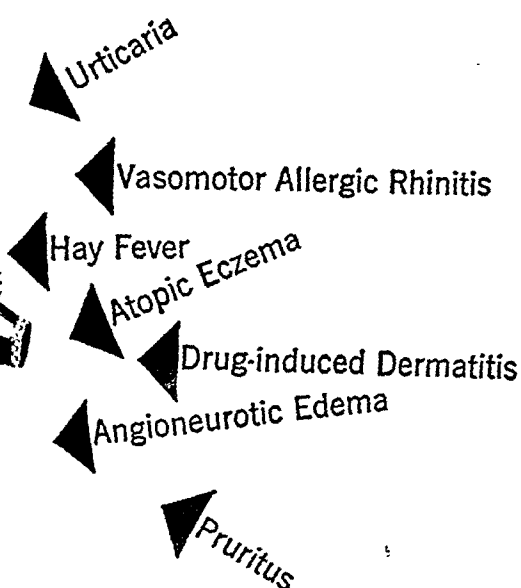 Urticaria
Vasomotor Allergic Rhinitis
Hay Fever
Atopic Eczema
Drug-induced Dermatitis
Angioneurotic Edema
Pruritus